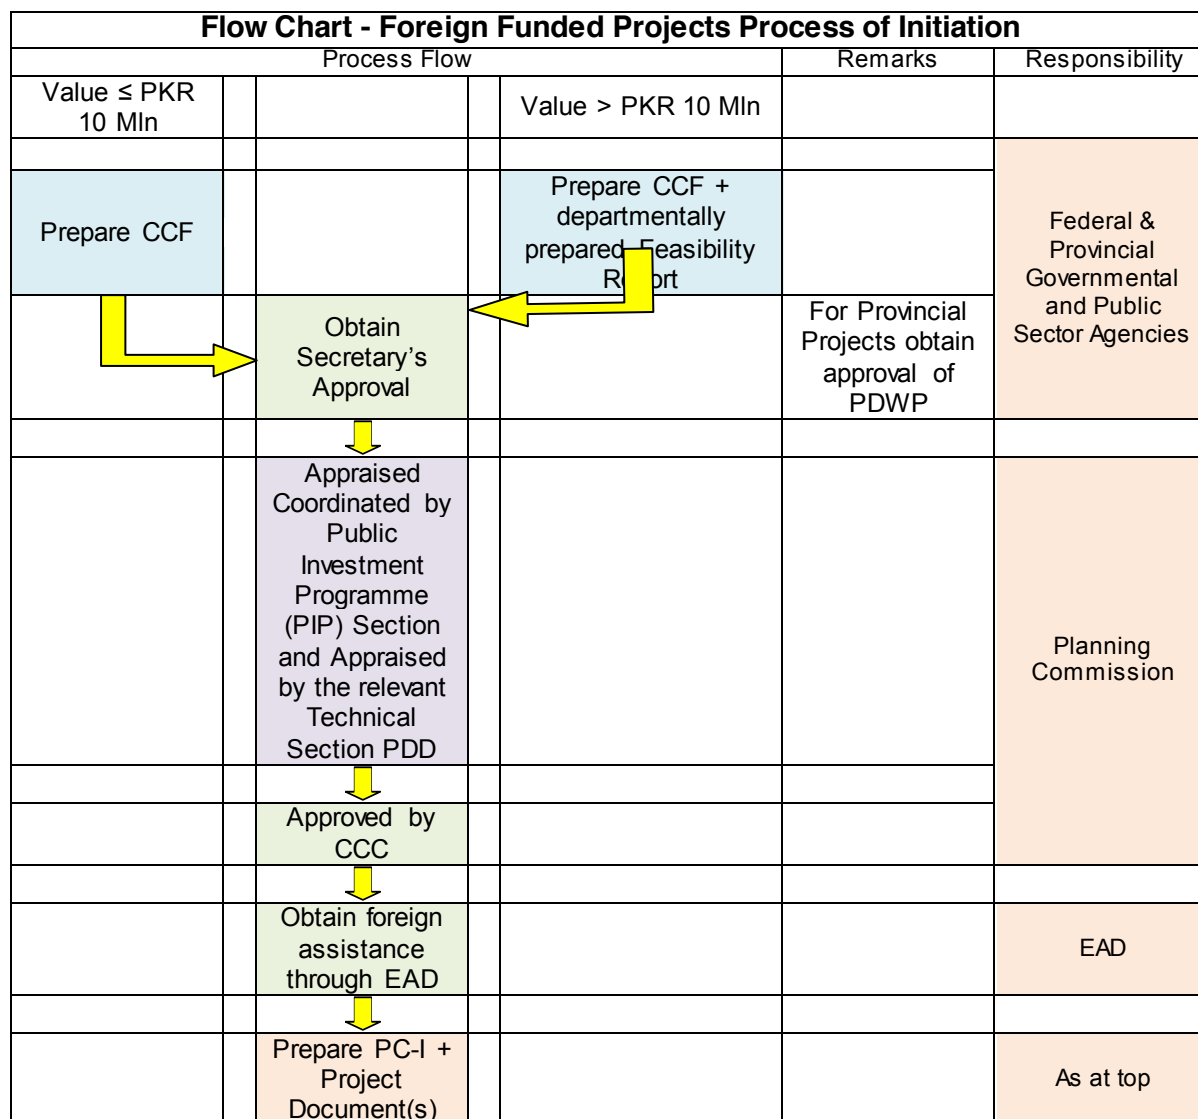 Flow Chart - Foreign Funded Projects Process of Initiation
Process Flow
Remarks
Responsibility
Value ≤ PKR
10 Mln
Value > PKR 10 Mln
Prepare CCF
Prepare CCF +
departmentally
prepared Feasibility
Federal &
Provincial
Governmental
and Public
Sector Agencies
Obtain
Secretary’s
Approval
For Provincial
Projects obtain
approval of
PDWP
Appraised
Coordinated by
Public
Investment
Programme
(PIP) Section
and Appraised
by the relevant
Technical
Section PDD
Planning
Commission
Approved by
CCC
Obtain foreign
assistance
through EAD
EAD
Prepare PC-I +
Project
Document(s)
As at top